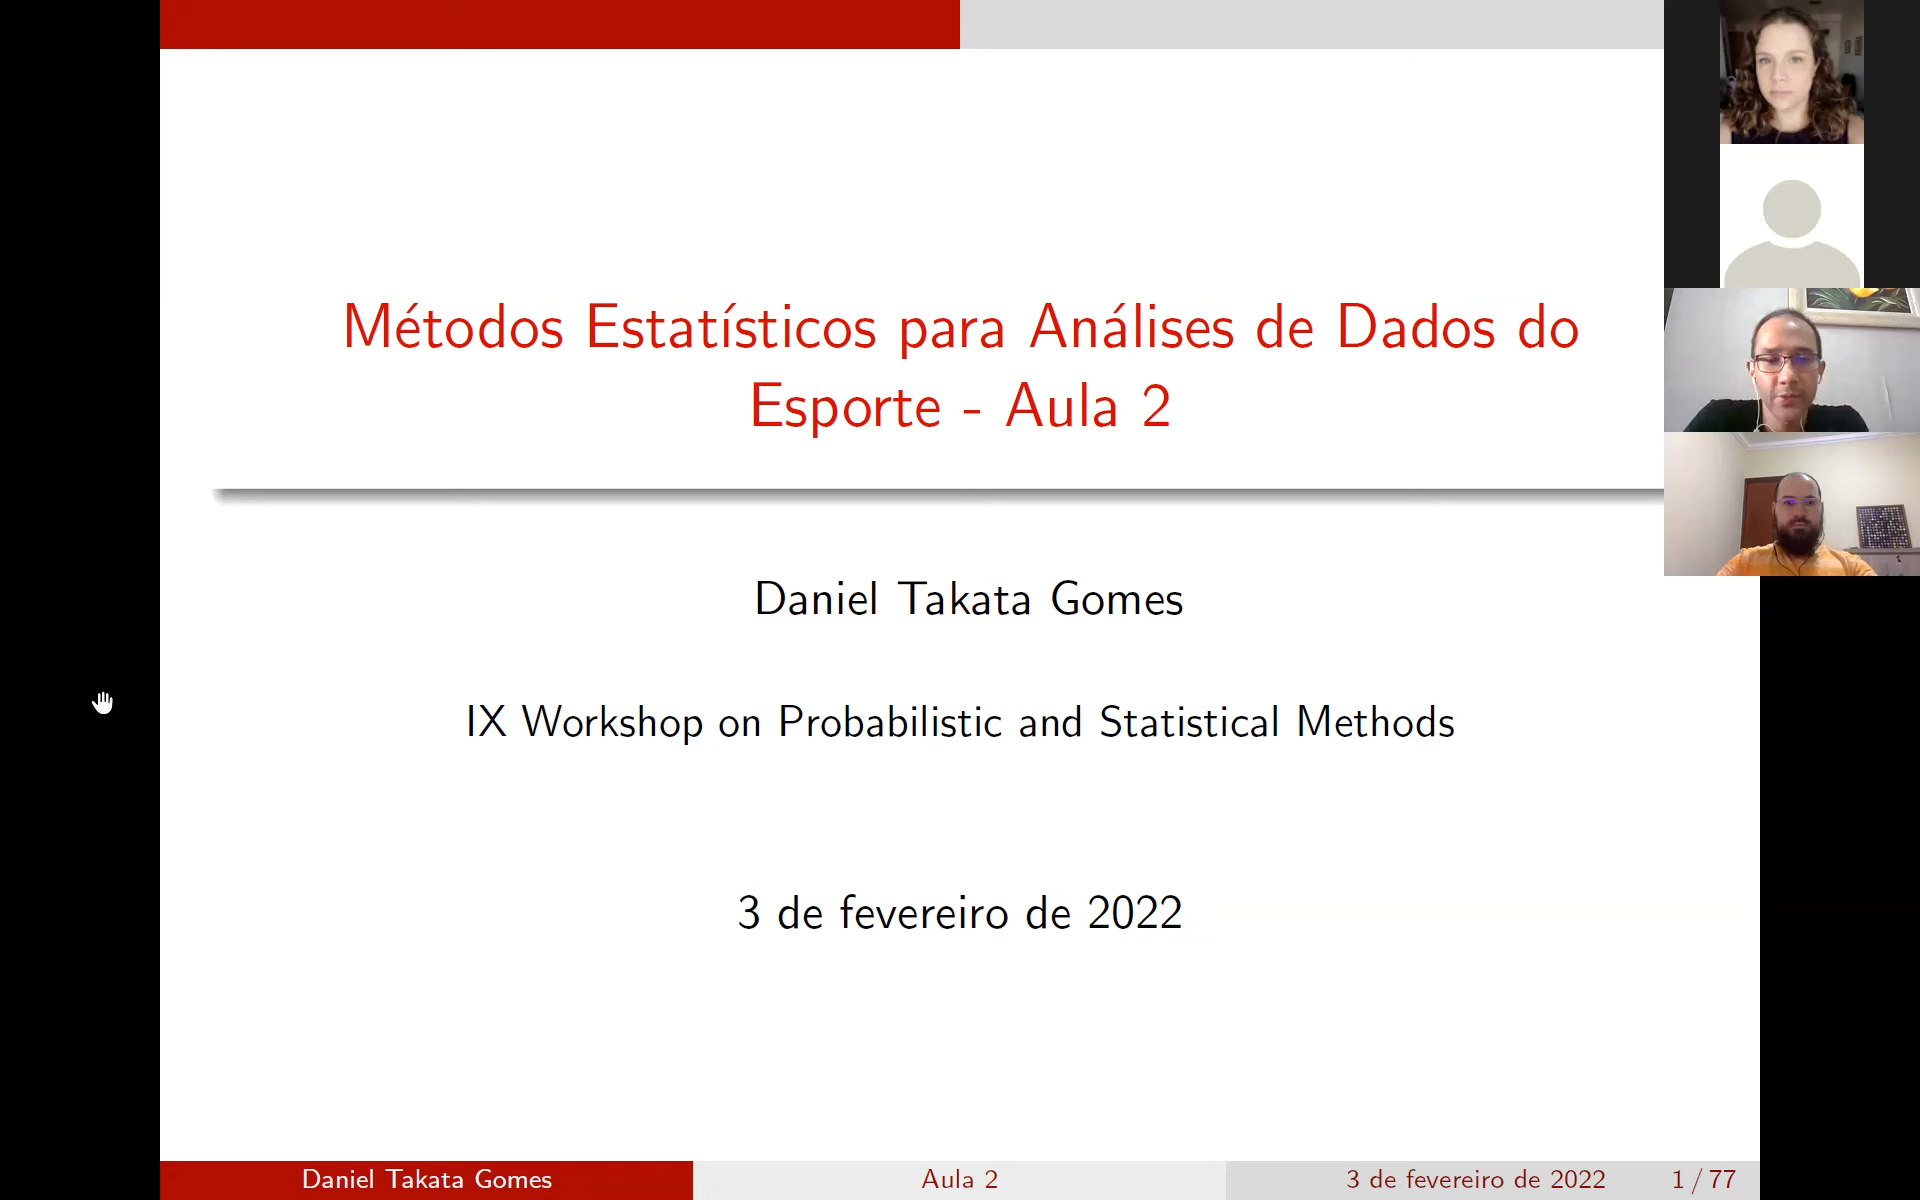 Métodos Estatísticos para Análises de Dados do
Esporte - Aula 2
Daniel Takata Gomes
IX Workshop on Probabilistic and Statistical Methods
3 de fevereiro de 2022
Daniel Takata Gomes
Aula 2
3 de fevereiro de 2022
1 / 77